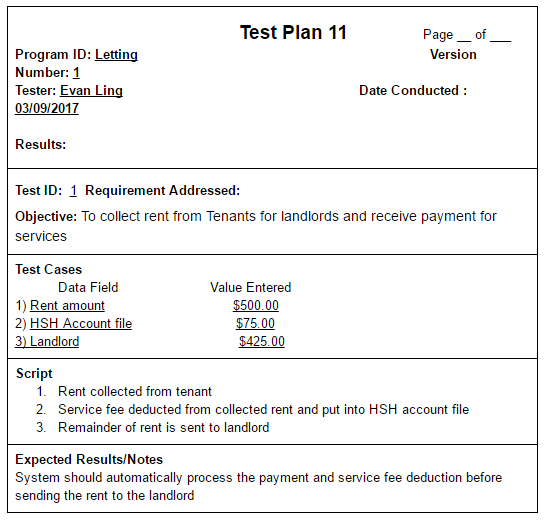 Test Plan 11
Page __ of ___
Program ID: Letting
Version
Number: 1
Tester: Evan Ling
Date Conducted :
03/09/2017
Results:
Test ID: 1 Requirement Addressed:
Objective: To collect rent from Tenants for landlords and receive payment for
services
Test Cases
Data Field Value Entered
1) Rent amount $500.00
2) HSH Account file $75.00
3) Landlord $425.00
Script
1. Rent collected from tenant
2. Service fee deducted from collected rent and put into HSH account file
3. Remainder of rent is sent to landlord
Expected Results/Notes
System should automatically process the payment and service fee deduction before
sending the rent to the landlord